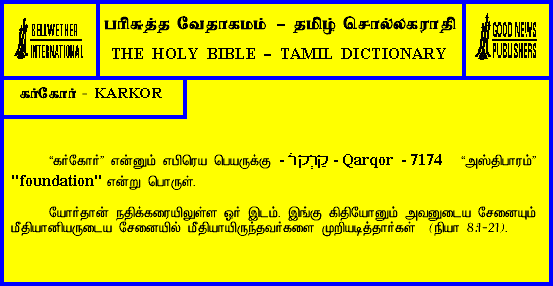 BELLWETHER
INTERNATIONAL
பரிசுத்த வேதாகமம் – தமிழ் சொல்லகராதி
THE HOLY BIBLE – TAMIL DICTIONARY
GOOD NEWS
PUBLISHERS
கர்கோர் - KARKOR
“கர்கோர்” என்னும் எபிரெய பெயருக்கு - קַרְקֹר - Qarqor - 7174 “அஸ்திபாரம்”
"foundation" என்று பொருள்.
யோர்தான் நதிக்கரையிலுள்ள ஓர் இடம். இங்கு கிதியோனும் அவனுடைய சேனையும்
மீதியானியருடைய சேனையில் மீதியாயிருந்தவர்களை முறியடித்தார்கள் (நியா 8:1-21).